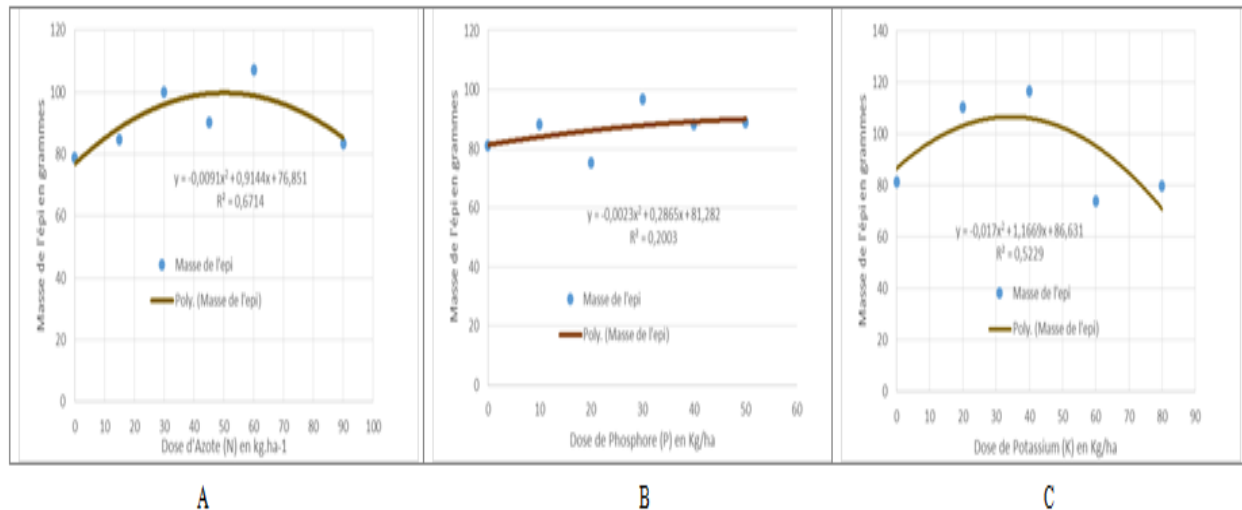 120
100
80
60
40
20
0
Masse de l'épi en grammes
y = -0,0091x² + 0,9144x + 76,851
R² = 0,6714
Masse de l'epi
Poly. (Masse de l'epi)
0 10 20 30 40 50 60 70 80 90 100
Dose d'Azote (N) en kg.ha-1
120
100
80
60
40
20
0
Masse de l'épi en grammes
y = -0,0023x² + 0,2865x + 81,282
R² = 0,2003
Masse de l'epi
Poly. (Masse de l'epi)
0 10 20 30 40 50 60
Dose de Phosphore (P) en Kg/ha
140
120
100
80
60
40
20
0
Masse de l'épi en grammes
y = -0,017x² + 1,1669x + 86,631
R² = 0,5229
Masse de l'epi
Poly. (Masse de l'epi)
0 10 20 30 40 50 60 70 80 90
Dose de Potassium (K) en Kg/ha
A B C